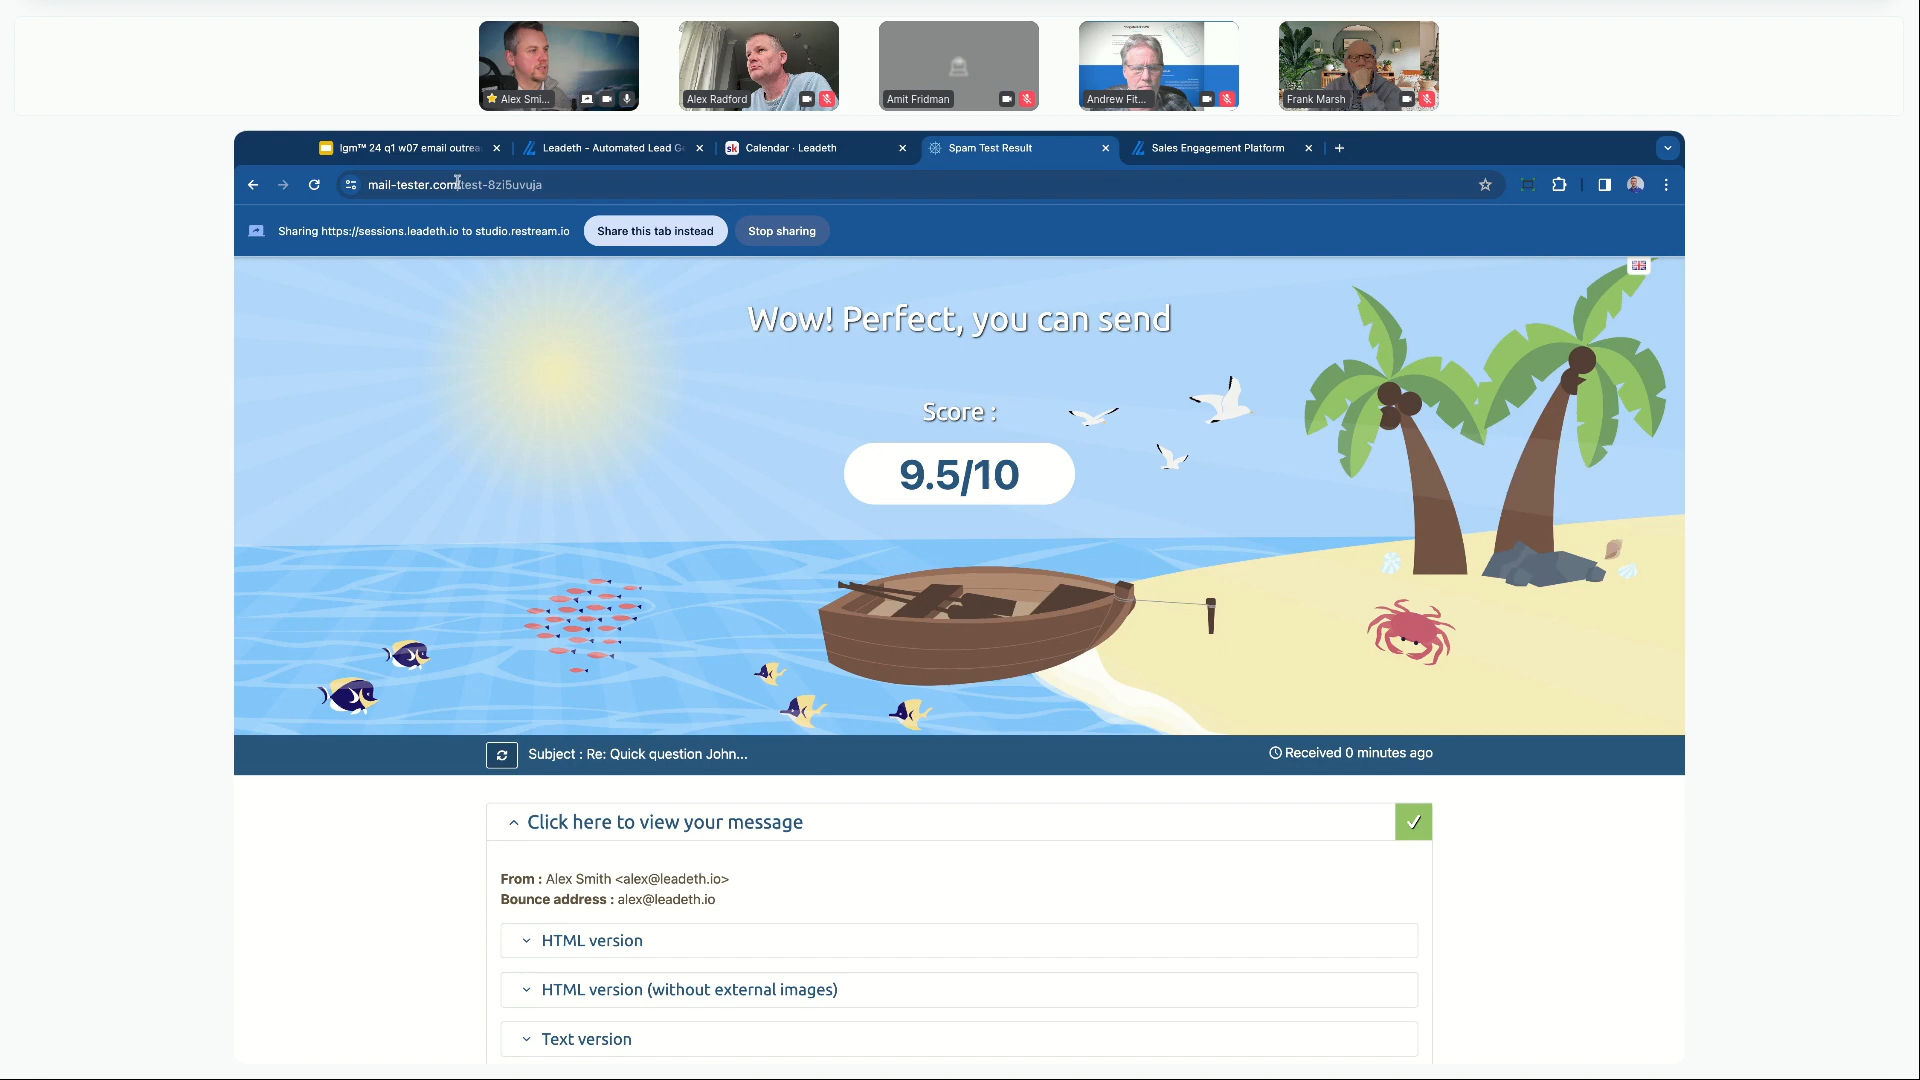 Alex Smi...
Alex Radford
Amit Fridman
Andrew Fit...
Frank Marsh
lgm™ 24 q1 w07 email outrea
Leadeth - Automated Lead G
Calendar · Leadeth
Spam Test Result
Sales Engagement Platform
mail-tester.com/test-8zi5uvuja
Sharing https://sessions.leadeth.io to studio.restream.io
Share this tab instead
Stop sharing
Wow! Perfect, you can send
Score :
9.5/10
Subject : Re: Quick question John...
Received 0 minutes ago
Click here to view your message
From : Alex Smith <alex@leadeth.io>
Bounce address : alex@leadeth.io
HTML version
HTML version (without external images)
Text version